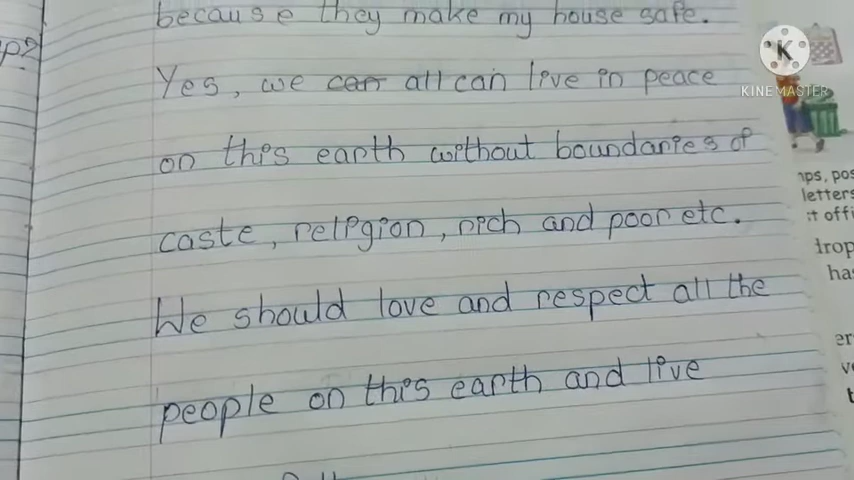 because they make my house safe.
Yes, we can all can live in peace
on this earth without boundaries of
caste, religion, rich and poor etc.
We should love and respect all the
people on this earth and live
K
KINEMASTER
letters